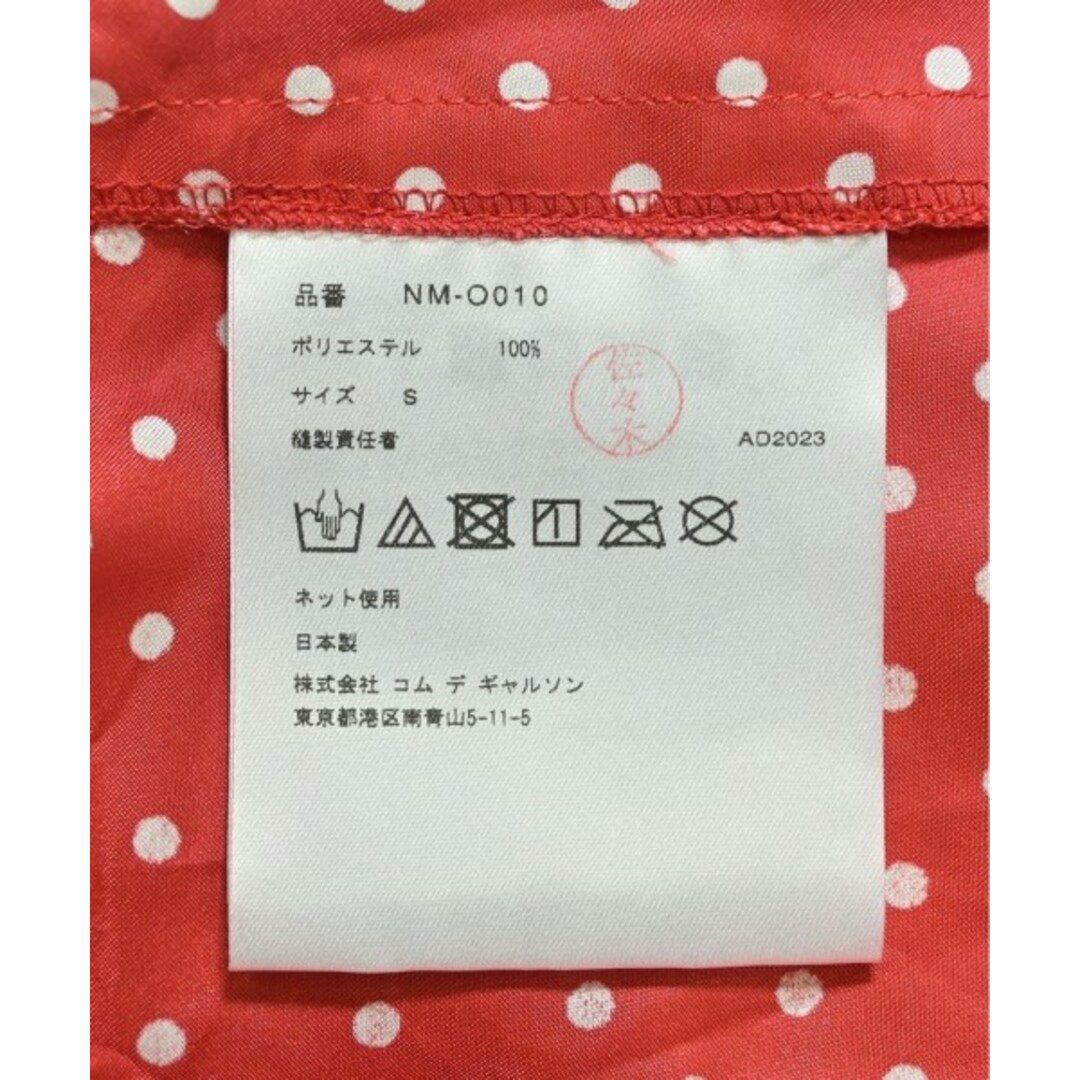 品番 NM-O010
ポリエステル 100%
サイズ S
縫製責任者 佐々木 AD2023
ネット使用
日本製
株式会社 コム デ ギャルソン
東京都港区南青山5-11-5